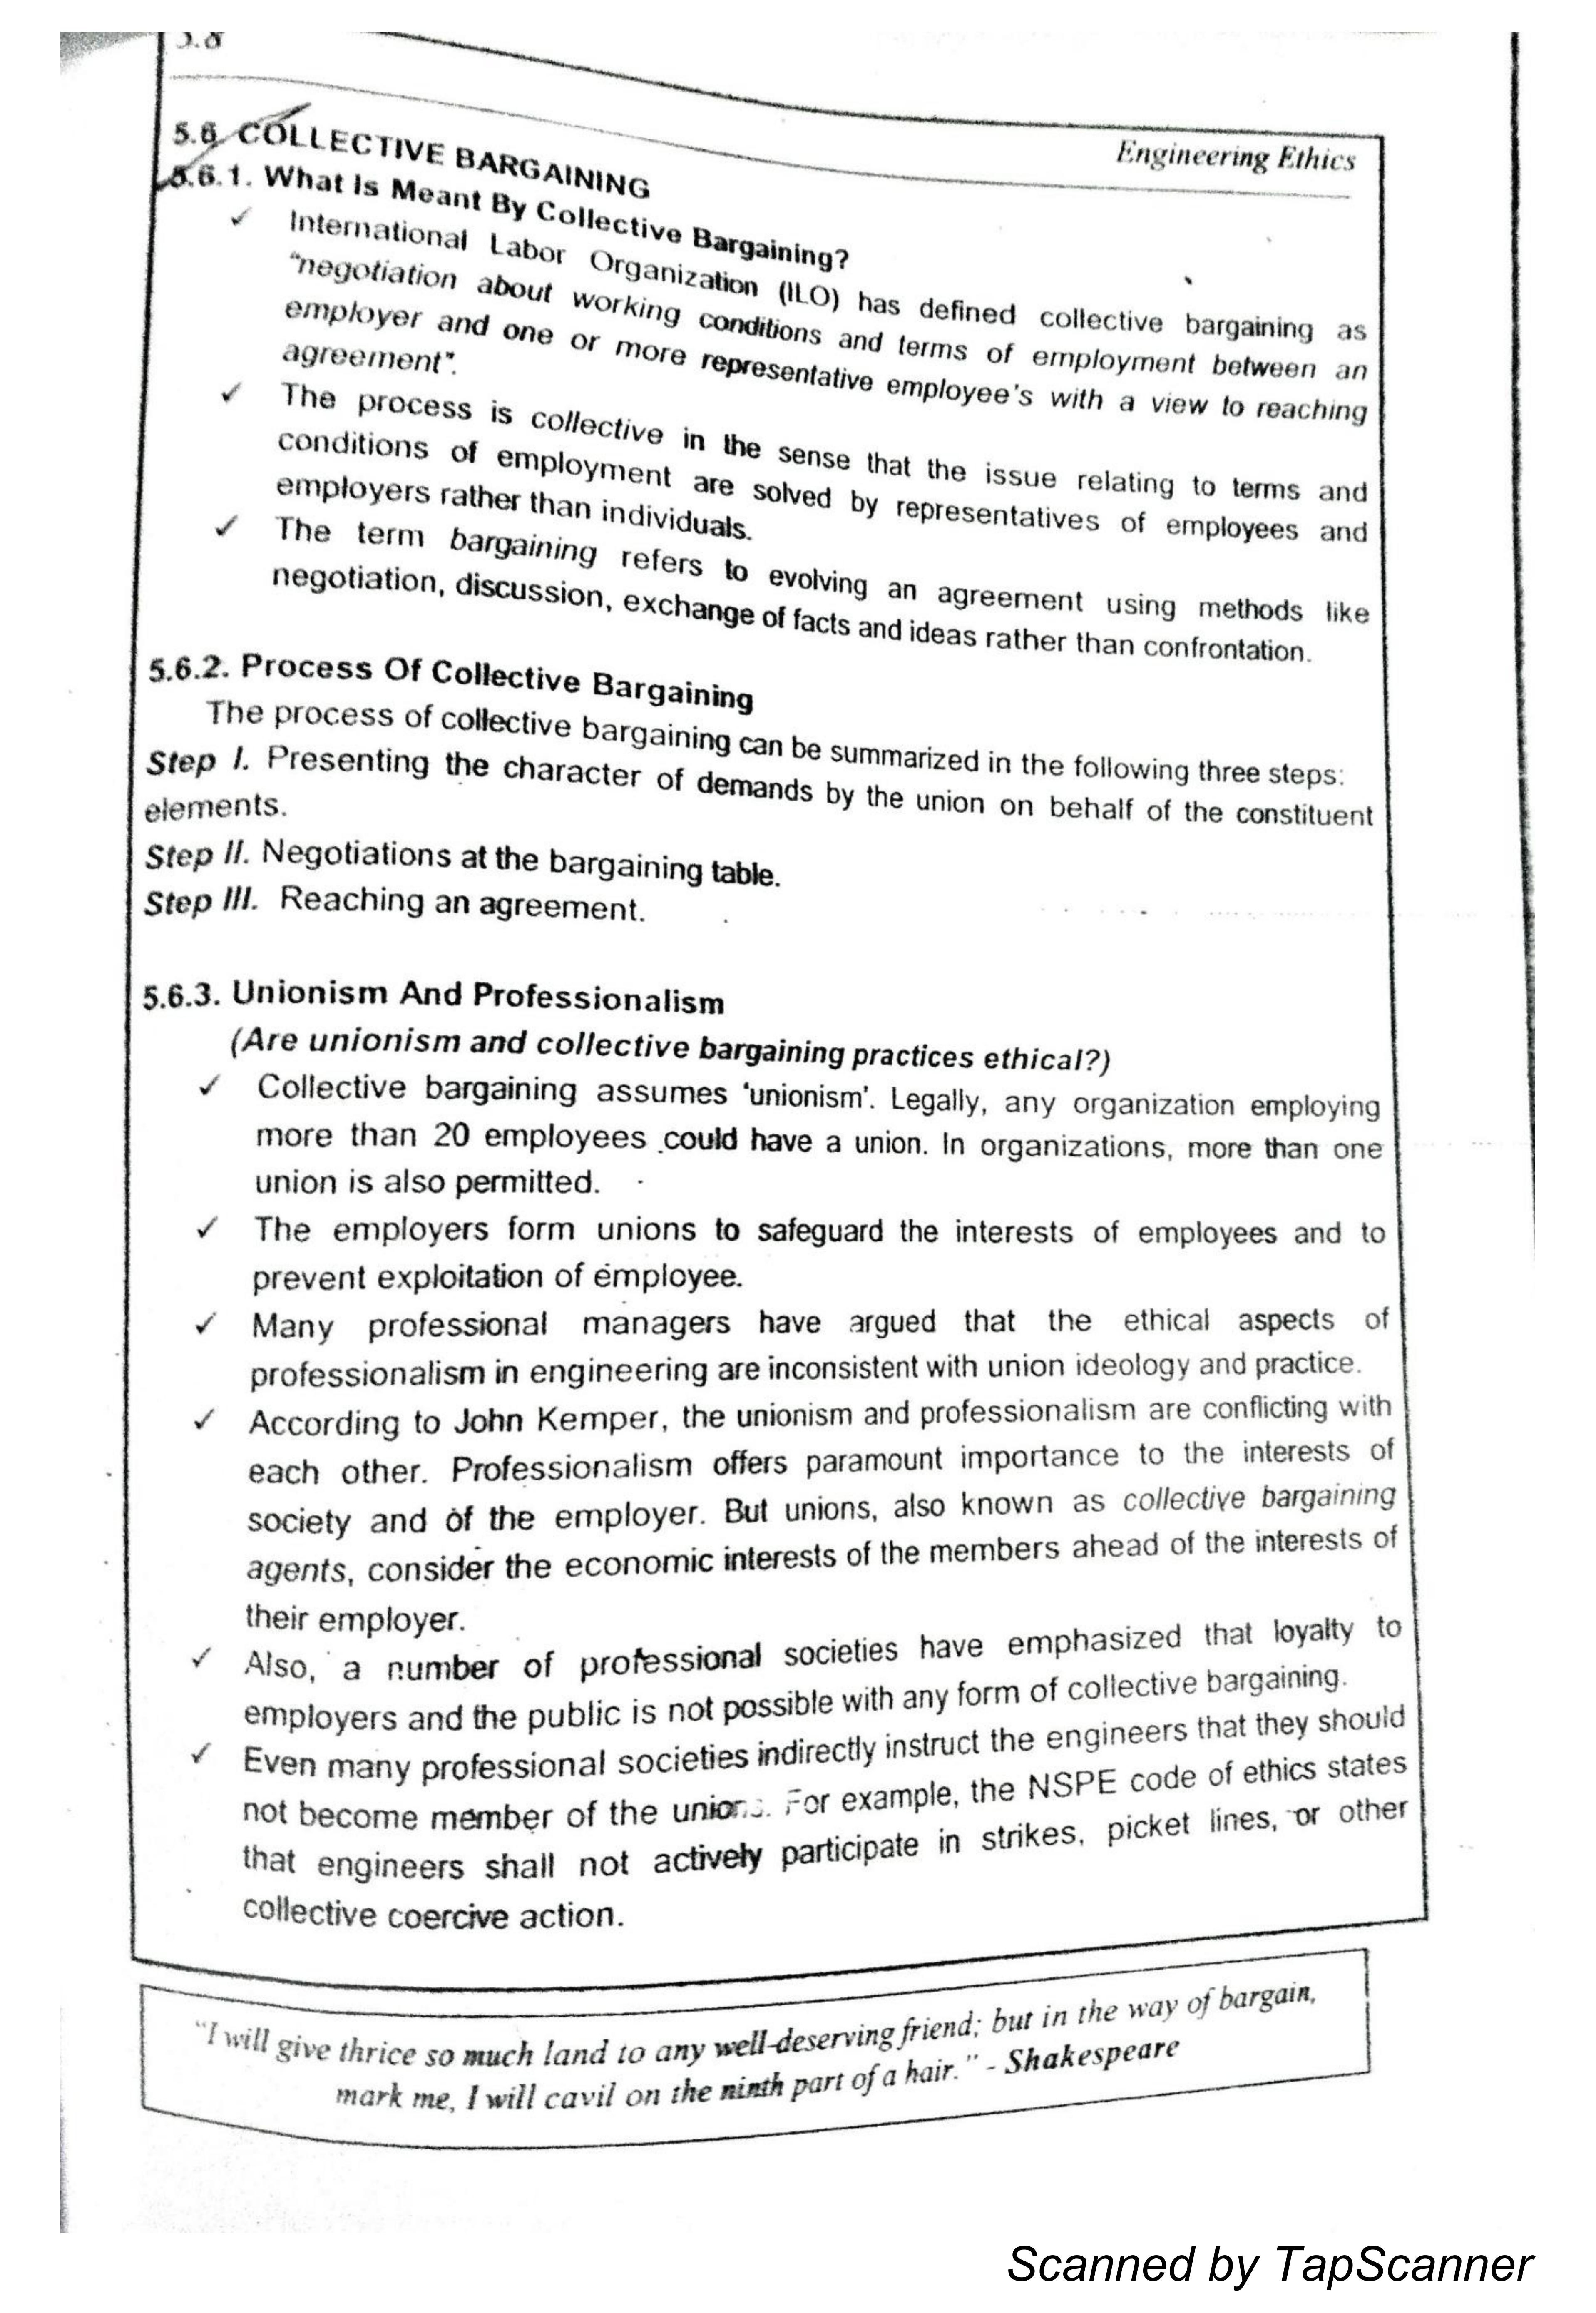 5.8
Engineering Ethics
5.6. COLLECTIVE BARGAINING
5.6.1. What Is Meant By Collective Bargaining?
✓ International Labor Organization (ILO) has defined collective bargaining as
"negotiation about working conditions and terms of employment between an
employer and one or more representative employee's with a view to reaching
agreement".
✓ The process is collective in the sense that the issue relating to terms and
conditions of employment are solved by representatives of employees and
employers rather than individuals.
✓ The term bargaining refers to evolving an agreement using methods like
negotiation, discussion, exchange of facts and ideas rather than confrontation.
5.6.2. Process Of Collective Bargaining
The process of collective bargaining can be summarized in the following three steps:
Step I. Presenting the character of demands by the union on behalf of the constituent
elements.
Step II. Negotiations at the bargaining table.
Step III. Reaching an agreement.
5.6.3. Unionism And Professionalism
(Are unionism and collective bargaining practices ethical?)
✓ Collective bargaining assumes 'unionism'. Legally, any organization employing
more than 20 employees could have a union. In organizations, more than one
union is also permitted.
✓ The employers form unions to safeguard the interests of employees and to
prevent exploitation of employee.
✓ Many professional managers have argued that the ethical aspects of
professionalism in engineering are inconsistent with union ideology and practice.
✓ According to John Kemper, the unionism and professionalism are conflicting with
each other. Professionalism offers paramount importance to the interests of
society and of the employer. But unions, also known as collective bargaining
agents, consider the economic interests of the members ahead of the interests of
their employer.
✓ Also, a number of professional societies have emphasized that loyalty to
employers and the public is not possible with any form of collective bargaining.
✓ Even many professional societies indirectly instruct the engineers that they should
not become member of the unions. For example, the NSPE code of ethics states
that engineers shall not actively participate in strikes, picket lines, or other
collective coercive action.
"I will give thrice so much land to any well-deserving friend; but in the way of bargain,
mark me, I will cavil on the ninth part of a hair." - Shakespeare
Scanned by TapScanner